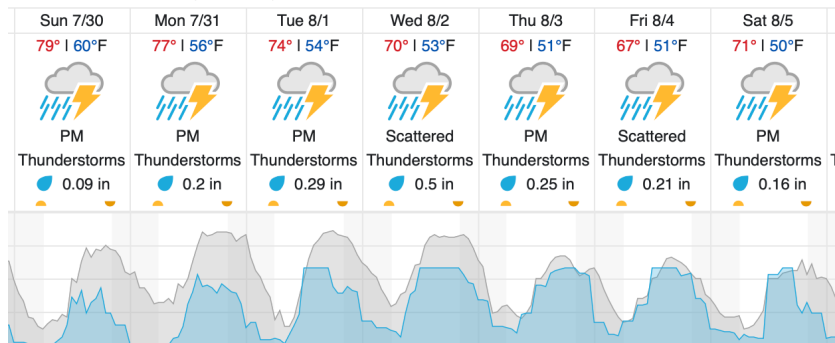 Sun 7/30 Mon 7/31 Tue 8/1 Wed 8/2 Thu 8/3 Fri 8/4 Sat 8/5
79° | 60°F 77° | 56°F 74° | 54°F 70° | 53°F 69° | 51°F 67° | 51°F 71° | 50°F
PM PM PM Scattered PM Scattered PM
Thunderstorms Thunderstorms Thunderstorms Thunderstorms Thunderstorms Thunderstorms Thunderstorms
0.09 in 0.2 in 0.29 in 0.5 in 0.25 in 0.21 in 0.16 in